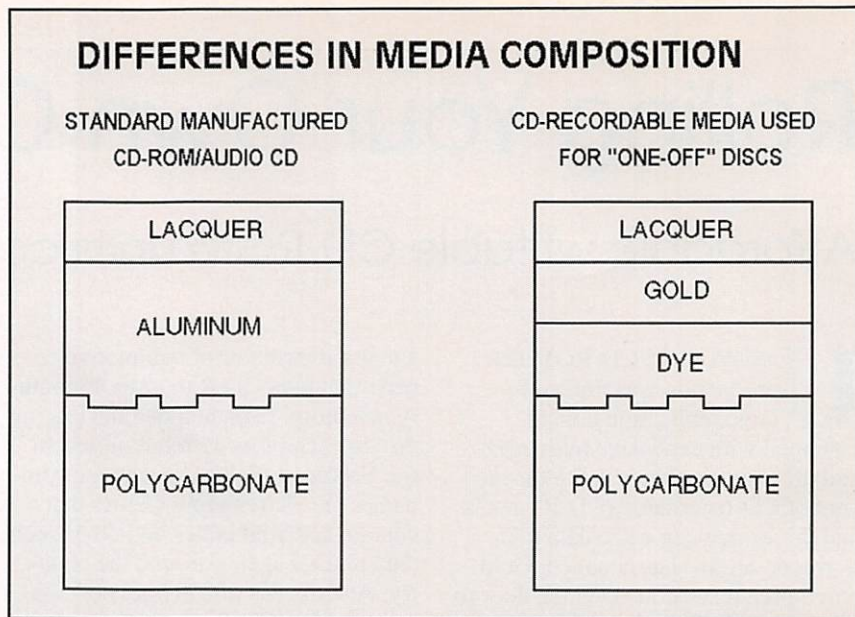 DIFFERENCES IN MEDIA COMPOSITION
STANDARD MANUFACTURED
CD-ROM/AUDIO CD
LACQUER
ALUMINUM
POLYCARBONATE
CD-RECORDABLE MEDIA USED
FOR "ONE-OFF" DISCS
LACQUER
GOLD
DYE
POLYCARBONATE